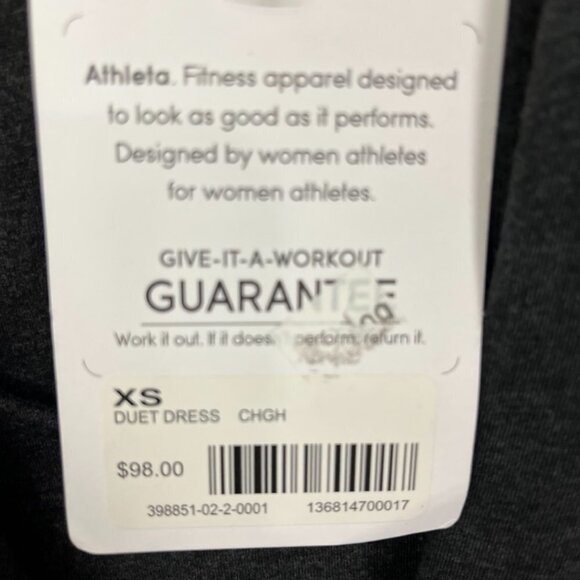 Athleta. Fitness apparel designed
to look as good as it performs.
Designed by women athletes
for women athletes.
GIVE-IT-A-WORKOUT
GUARANTEE
Work it out. If it does perform, return it.
XS
DUET DRESS CHGH
$98.00
398851-02-2-0001 136814700017